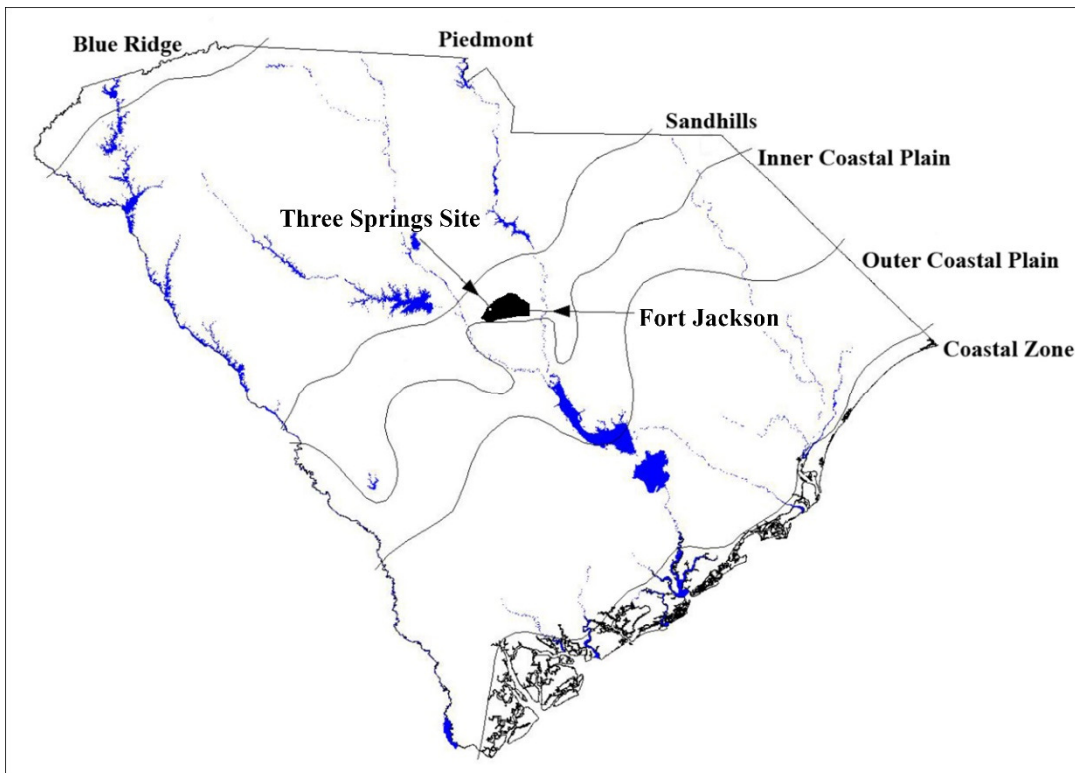 Blue Ridge
Piedmont
Sandhills
Inner Coastal Plain
Three Springs Site
Outer Coastal Plain
Fort Jackson
Coastal Zone